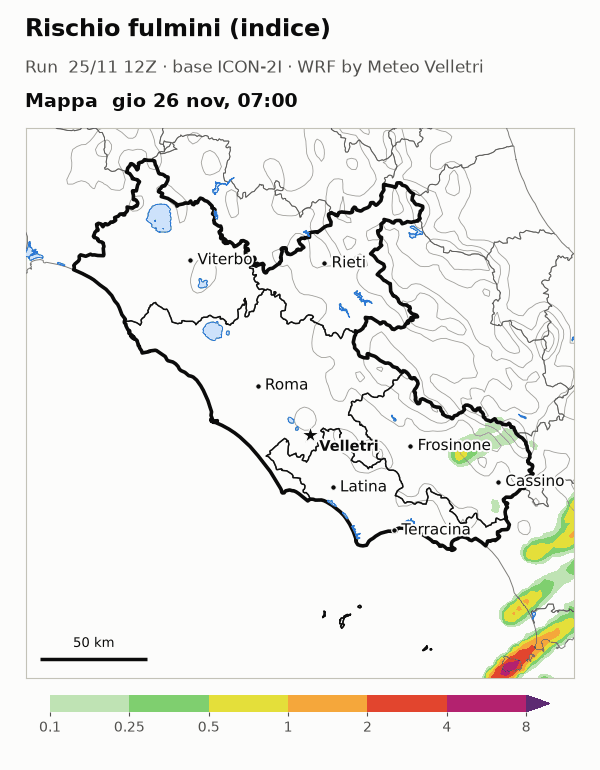 Rischio fulmini (indice)
Run  25/11 12Z · base ICON-2I · WRF by Meteo Velletri
Mappa  gio 26 nov, 07:00
Viterbo
Rieti
Roma
Velletri
Frosinone
Latina
Cassino
Terracina
50 km
0.1 0.25 0.5 1 2 4 8